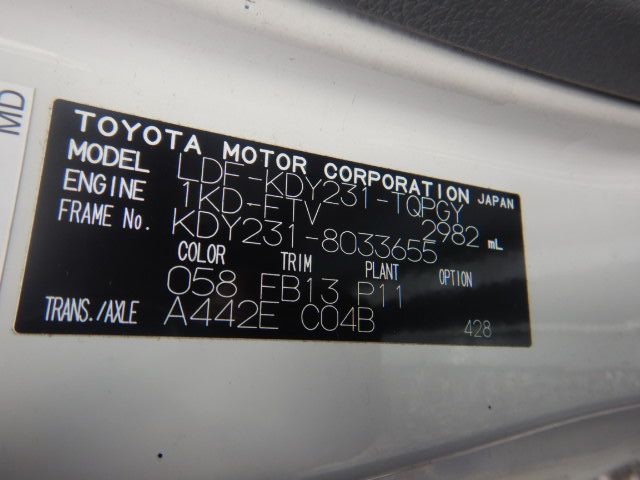 MD
TOYOTA MOTOR CORPORATION JAPAN
MODEL LDF-KDY231-TQPGY
ENGINE 1KD-FTV 2982 mL
FRAME No. KDY231-8033655
COLOR TRIM PLANT OPTION
058 FB13 P11
TRANS./AXLE A442E C04B 428